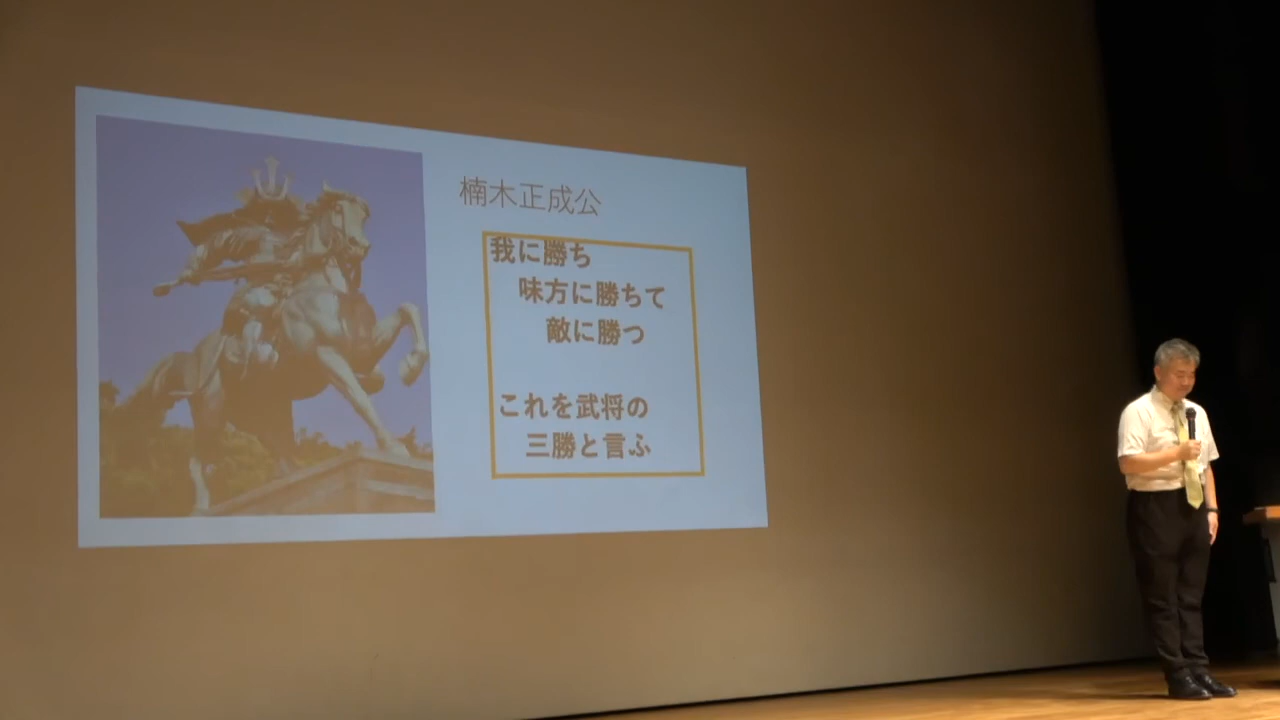 楠木正成公
我に勝ち
味方に勝ちて
敵に勝つ
これを武将の
三勝と言ふ